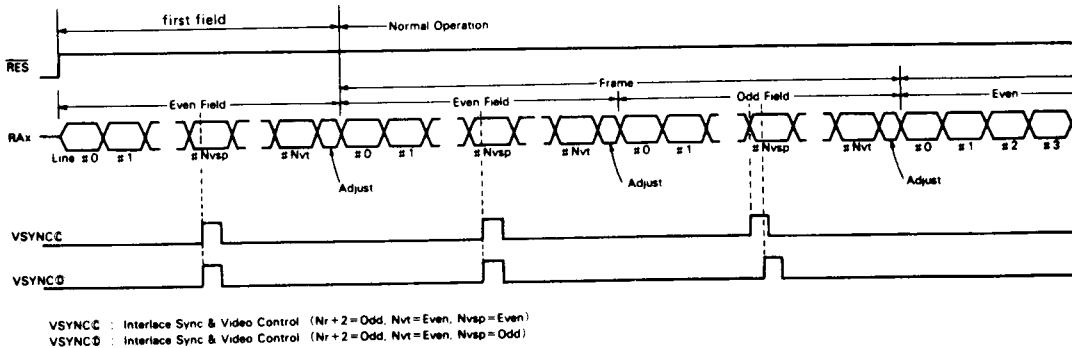 first field
Normal Operation
RES
Frame
Even Field
Even Field
Odd Field
Even
RAx
Line #0 #1 #Nvsp #Nvt #0 #1 #Nvsp #Nvt #0 #1 #Nvsp #Nvt #0 #1 #2 #3
Adjust
Adjust
Adjust
VSYNCⒸ
VSYNCⒹ
VSYNCⒸ : Interlace Sync & Video Control (Nr+2=Odd, Nvt=Even, Nvsp=Even)
VSYNCⒹ : Interlace Sync & Video Control (Nr+2=Odd, Nvt=Even, Nvsp=Odd)